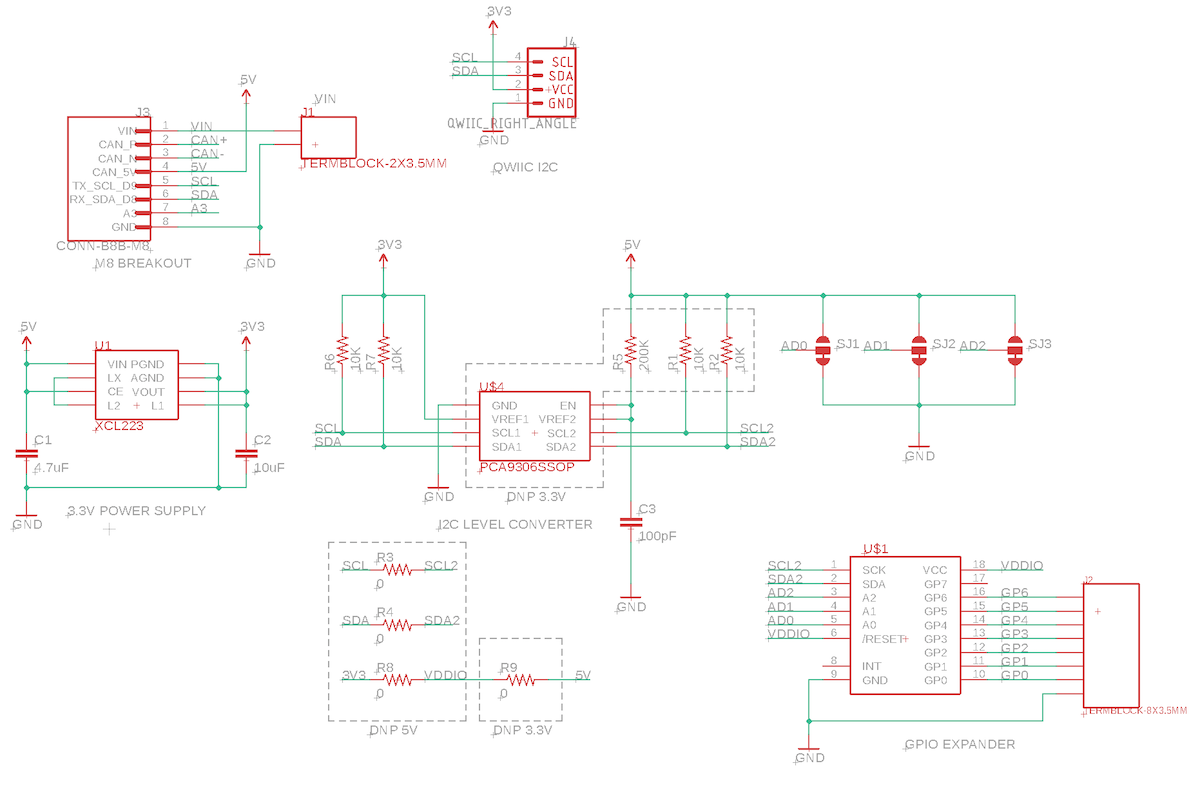 3V3
J4
SCL 4 SCL
SDA 3 SDA
2 +VCC
1 GND
QWIIC_RIGHT_ANGLE
GND
QWIIC I2C
5V
VIN
J3
J1
VIN 1 VIN
CAN_P 2 CAN+
CAN_N 3 CAN-
CAN_5V 4 5V
TX_SCL_D9 5 SCL
RX_SDA_D8 6 SDA
A3 7 A3
GND 8
TERMBLOCK-2X3.5MM
CONN-B8B-M8
M8 BREAKOUT
GND
5V
3V3
U1
VIN PGND
LX AGND
CE VOUT
L2 L1
XCL223
C1
4.7uF
C2
10uF
GND
3.3V POWER SUPPLY
3V3
5V
R6
10K
R7
10K
R5
200K
R1
10K
R2
10K
U$4
GND EN
VREF1 VREF2
SCL SCL1 SCL2 SCL2
SDA SDA1 SDA2 SDA2
PCA9306SSOP
GND
DNP 3.3V
I2C LEVEL CONVERTER
C3
100pF
GND
AD0 SJ1
AD1 SJ2
AD2 SJ3
GND
SCL R3 SCL2
0
SDA R4 SDA2
0
3V3 R8 VDDIO R9 5V
0 0
DNP 5V
DNP 3.3V
U$1
J2
SCL2 1 SCK VCC 18 VDDIO
SDA2 2 SDA GP7 17
AD2 3 A2 GP6 16 GP6
AD1 4 A1 GP5 15 GP5
AD0 5 A0 GP4 14 GP4
VDDIO 6 /RESET GP3 13 GP3
GP2 12 GP2
8 INT GP1 11 GP1
9 GND GP0 10 GP0
TERMBLOCK-8X3.5MM
GND
GPIO EXPANDER